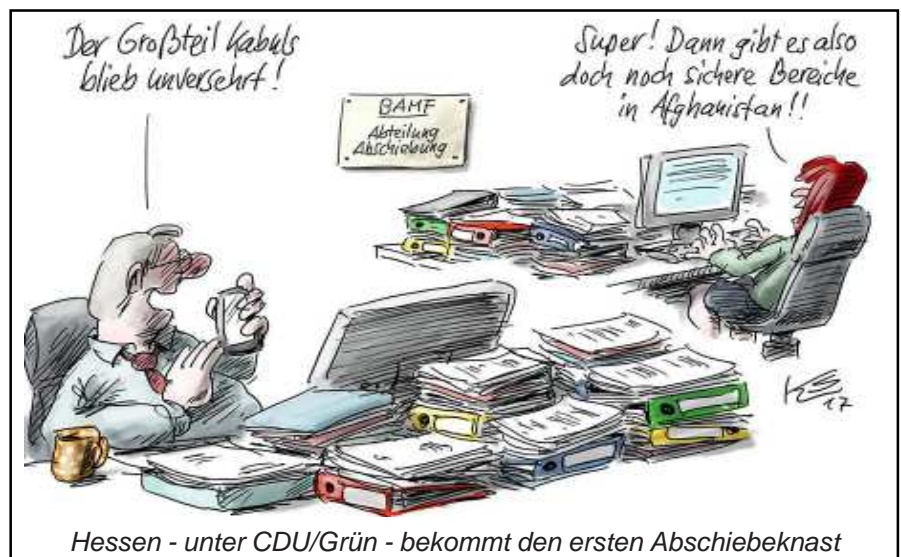 Der Großteil Kabuls
blieb unversehrt!
Super! Dann gibt es also
doch noch sichere Bereiche
in Afghanistan!!
BAMF
Abteilung
Abschiebung
17
Hessen - unter CDU/Grün - bekommt den ersten Abschiebeknast